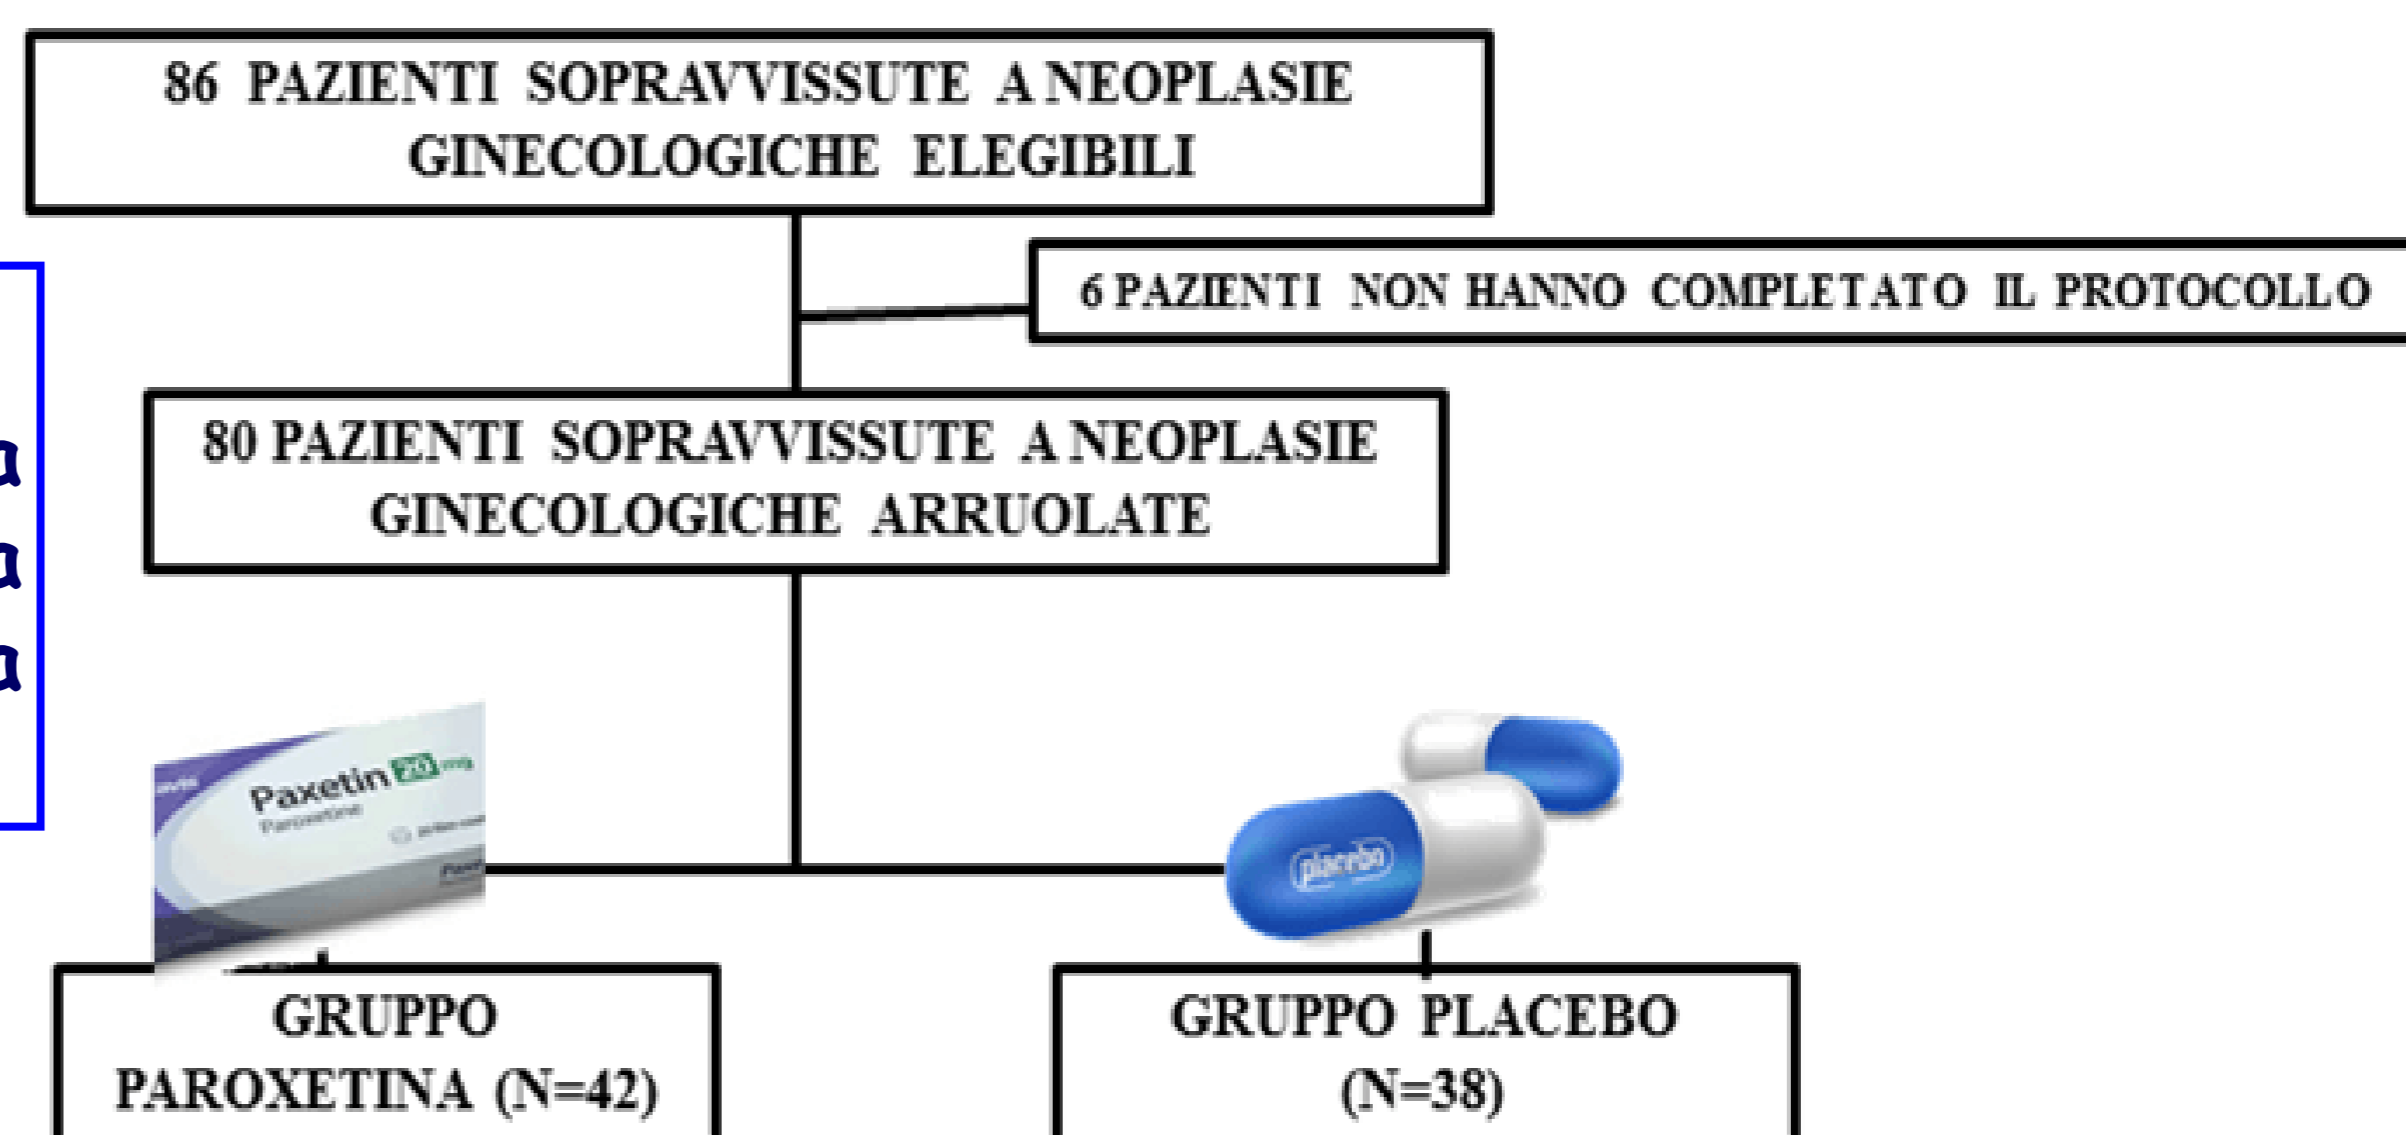 86 PAZIENTI SOPRAVVISSUTE A NEOPLASIE
GINECOLOGICHE ELEGIBILI
6 PAZIENTI NON HANNO COMPLETATO IL PROTOCOLLO
80 PAZIENTI SOPRAVVISSUTE A NEOPLASIE
GINECOLOGICHE ARRUOLATE
a
a
a
Paxetin 20 mg
Paroxetine
placebo
GRUPPO
PAROXETINA (N=42)
GRUPPO PLACEBO
(N=38)